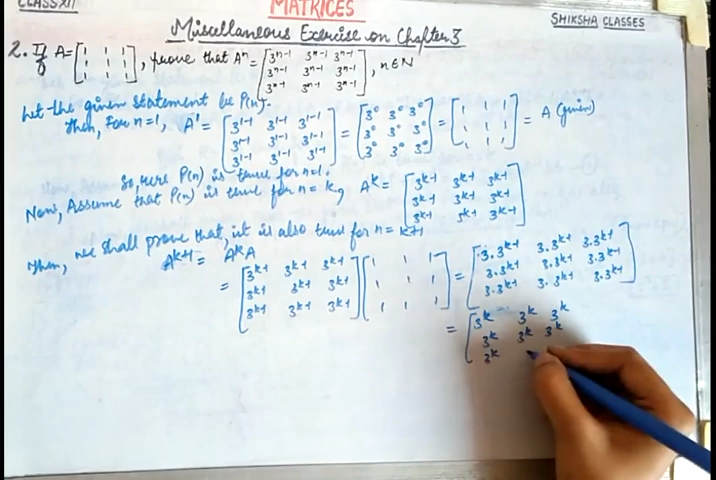 CLASS XII
MATRICES
SHIKSHA CLASSES
Miscellaneous Exercise on Chapter 3
2. If A = [1 1 1; 1 1 1; 1 1 1], prove that Aⁿ = [3ⁿ⁻¹ 3ⁿ⁻¹ 3ⁿ⁻¹; 3ⁿ⁻¹ 3ⁿ⁻¹ 3ⁿ⁻¹; 3ⁿ⁻¹ 3ⁿ⁻¹ 3ⁿ⁻¹], n∈N
Let the given statement be P(n).
Then, For n=1, A¹ = [3¹⁻¹ 3¹⁻¹ 3¹⁻¹; 3¹⁻¹ 3¹⁻¹ 3¹⁻¹; 3¹⁻¹ 3¹⁻¹ 3¹⁻¹] = [3⁰ 3⁰ 3⁰; 3⁰ 3⁰ 3⁰; 3⁰ 3⁰ 3⁰] = [1 1 1; 1 1 1; 1 1 1] = A (given)
So, here P(n) is true for n=1.
Now, Assume that P(n) is true for n=k, Aᵏ = [3ᵏ⁻¹ 3ᵏ⁻¹ 3ᵏ⁻¹; 3ᵏ⁻¹ 3ᵏ⁻¹ 3ᵏ⁻¹; 3ᵏ⁻¹ 3ᵏ⁻¹ 3ᵏ⁻¹]
Then, we shall prove that, it is also true for n=k+1
Aᵏ⁺¹ = AᵏA
= [3ᵏ⁻¹ 3ᵏ⁻¹ 3ᵏ⁻¹; 3ᵏ⁻¹ 3ᵏ⁻¹ 3ᵏ⁻¹; 3ᵏ⁻¹ 3ᵏ⁻¹ 3ᵏ⁻¹] [1 1 1; 1 1 1; 1 1 1] = [3.3ᵏ⁻¹ 3.3ᵏ⁻¹ 3.3ᵏ⁻¹; 3.3ᵏ⁻¹ 3.3ᵏ⁻¹ 3.3ᵏ⁻¹; 3.3ᵏ⁻¹ 3.3ᵏ⁻¹ 3.3ᵏ⁻¹]
= [3ᵏ 3ᵏ 3ᵏ; 3ᵏ 3ᵏ 3ᵏ; 3ᵏ